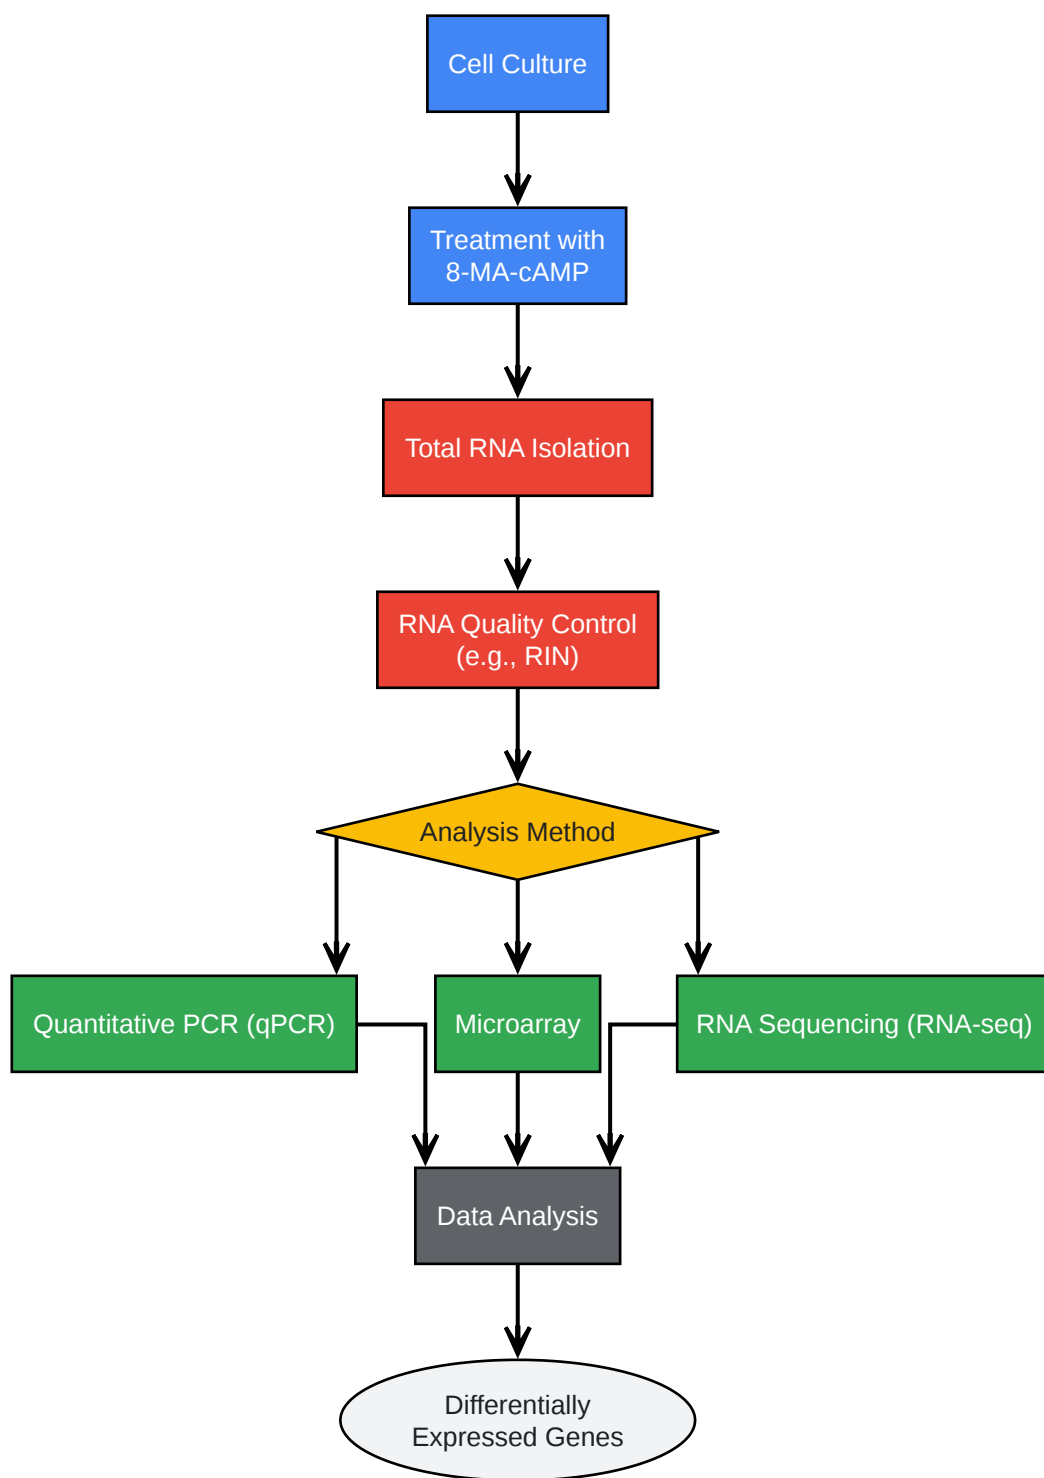 Cell Culture
Treatment with
8-MA-cAMP
Total RNA Isolation
RNA Quality Control
(e.g., RIN)
Analysis Method
Quantitative PCR (qPCR)
Microarray
RNA Sequencing (RNA-seq)
Data Analysis
Differentially
Expressed Genes